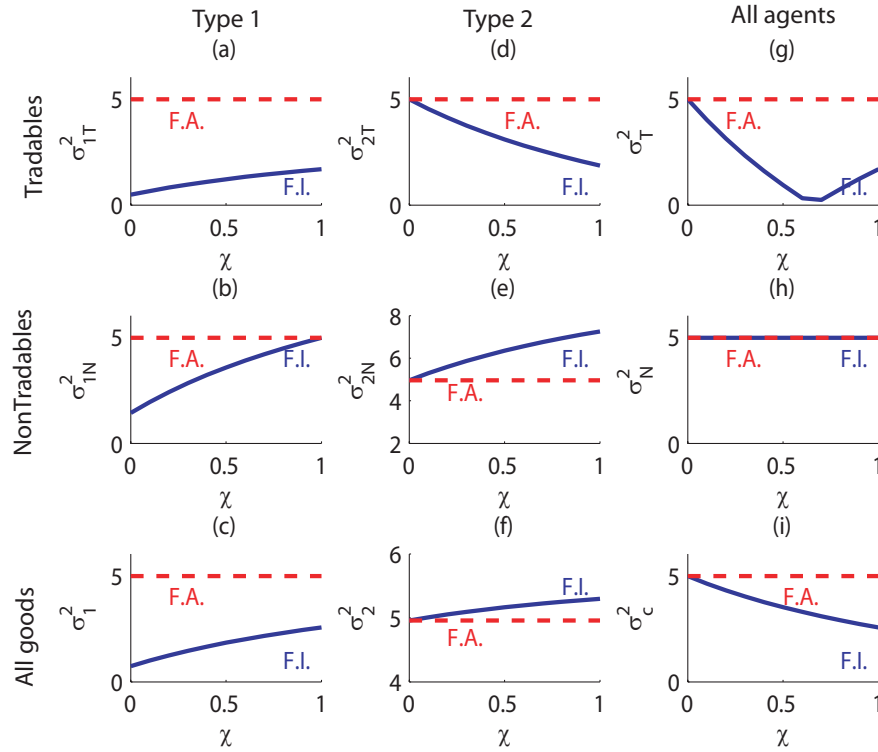 Type 1
Type 2
All agents
(a)
(d)
(g)
Tradables
σ²1T
5
0
F.A.
F.I.
0
0.5
1
χ
σ²2T
5
0
F.A.
F.I.
0
0.5
1
χ
σ²T
5
0
F.A.
F.I.
0
0.5
1
χ
(b)
(e)
(h)
NonTradables
σ²1N
5
0
F.A.
F.I.
0
0.5
1
χ
σ²2N
8
6
4
2
F.I.
F.A.
0
0.5
1
χ
σ²N
5
0
F.A.
F.I.
0
0.5
1
χ
(c)
(f)
(i)
All goods
σ²1
5
0
F.A.
F.I.
0
0.5
1
χ
σ²2
6
5
4
F.I.
F.A.
0
0.5
1
χ
σ²c
5
0
F.A.
F.I.
0
0.5
1
χ